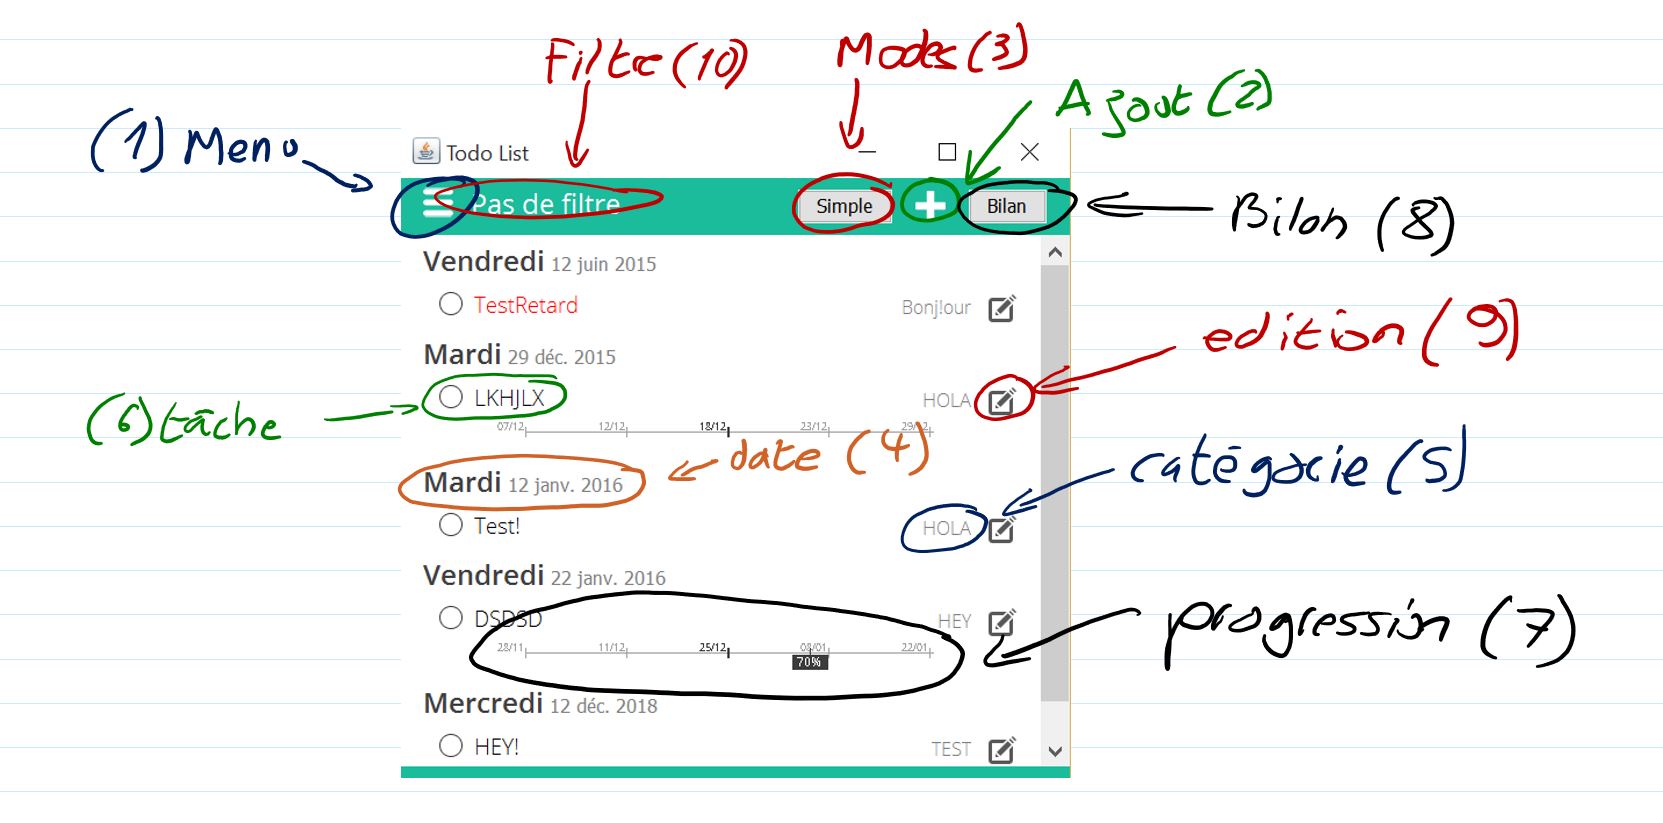 Filtre (10)
Modes (3)
Ajout (2)
(1) Menu
Todo List
Pas de filtre
Simple
Bilan
Bilan (8)
Vendredi 12 juin 2015
TestRetard
Bonj!our
edition (9)
Mardi 29 déc. 2015
LKHJLX
HOLA
(6) tâche
07/12 12/12 18/12 23/12 29/12
date (4)
catégorie (5)
Mardi 12 janv. 2016
Test!
HOLA
Vendredi 22 janv. 2016
DSDSD
HEY
progression (7)
28/11 11/12 25/12 08/01 22/01
70%
Mercredi 12 déc. 2018
HEY!
TEST